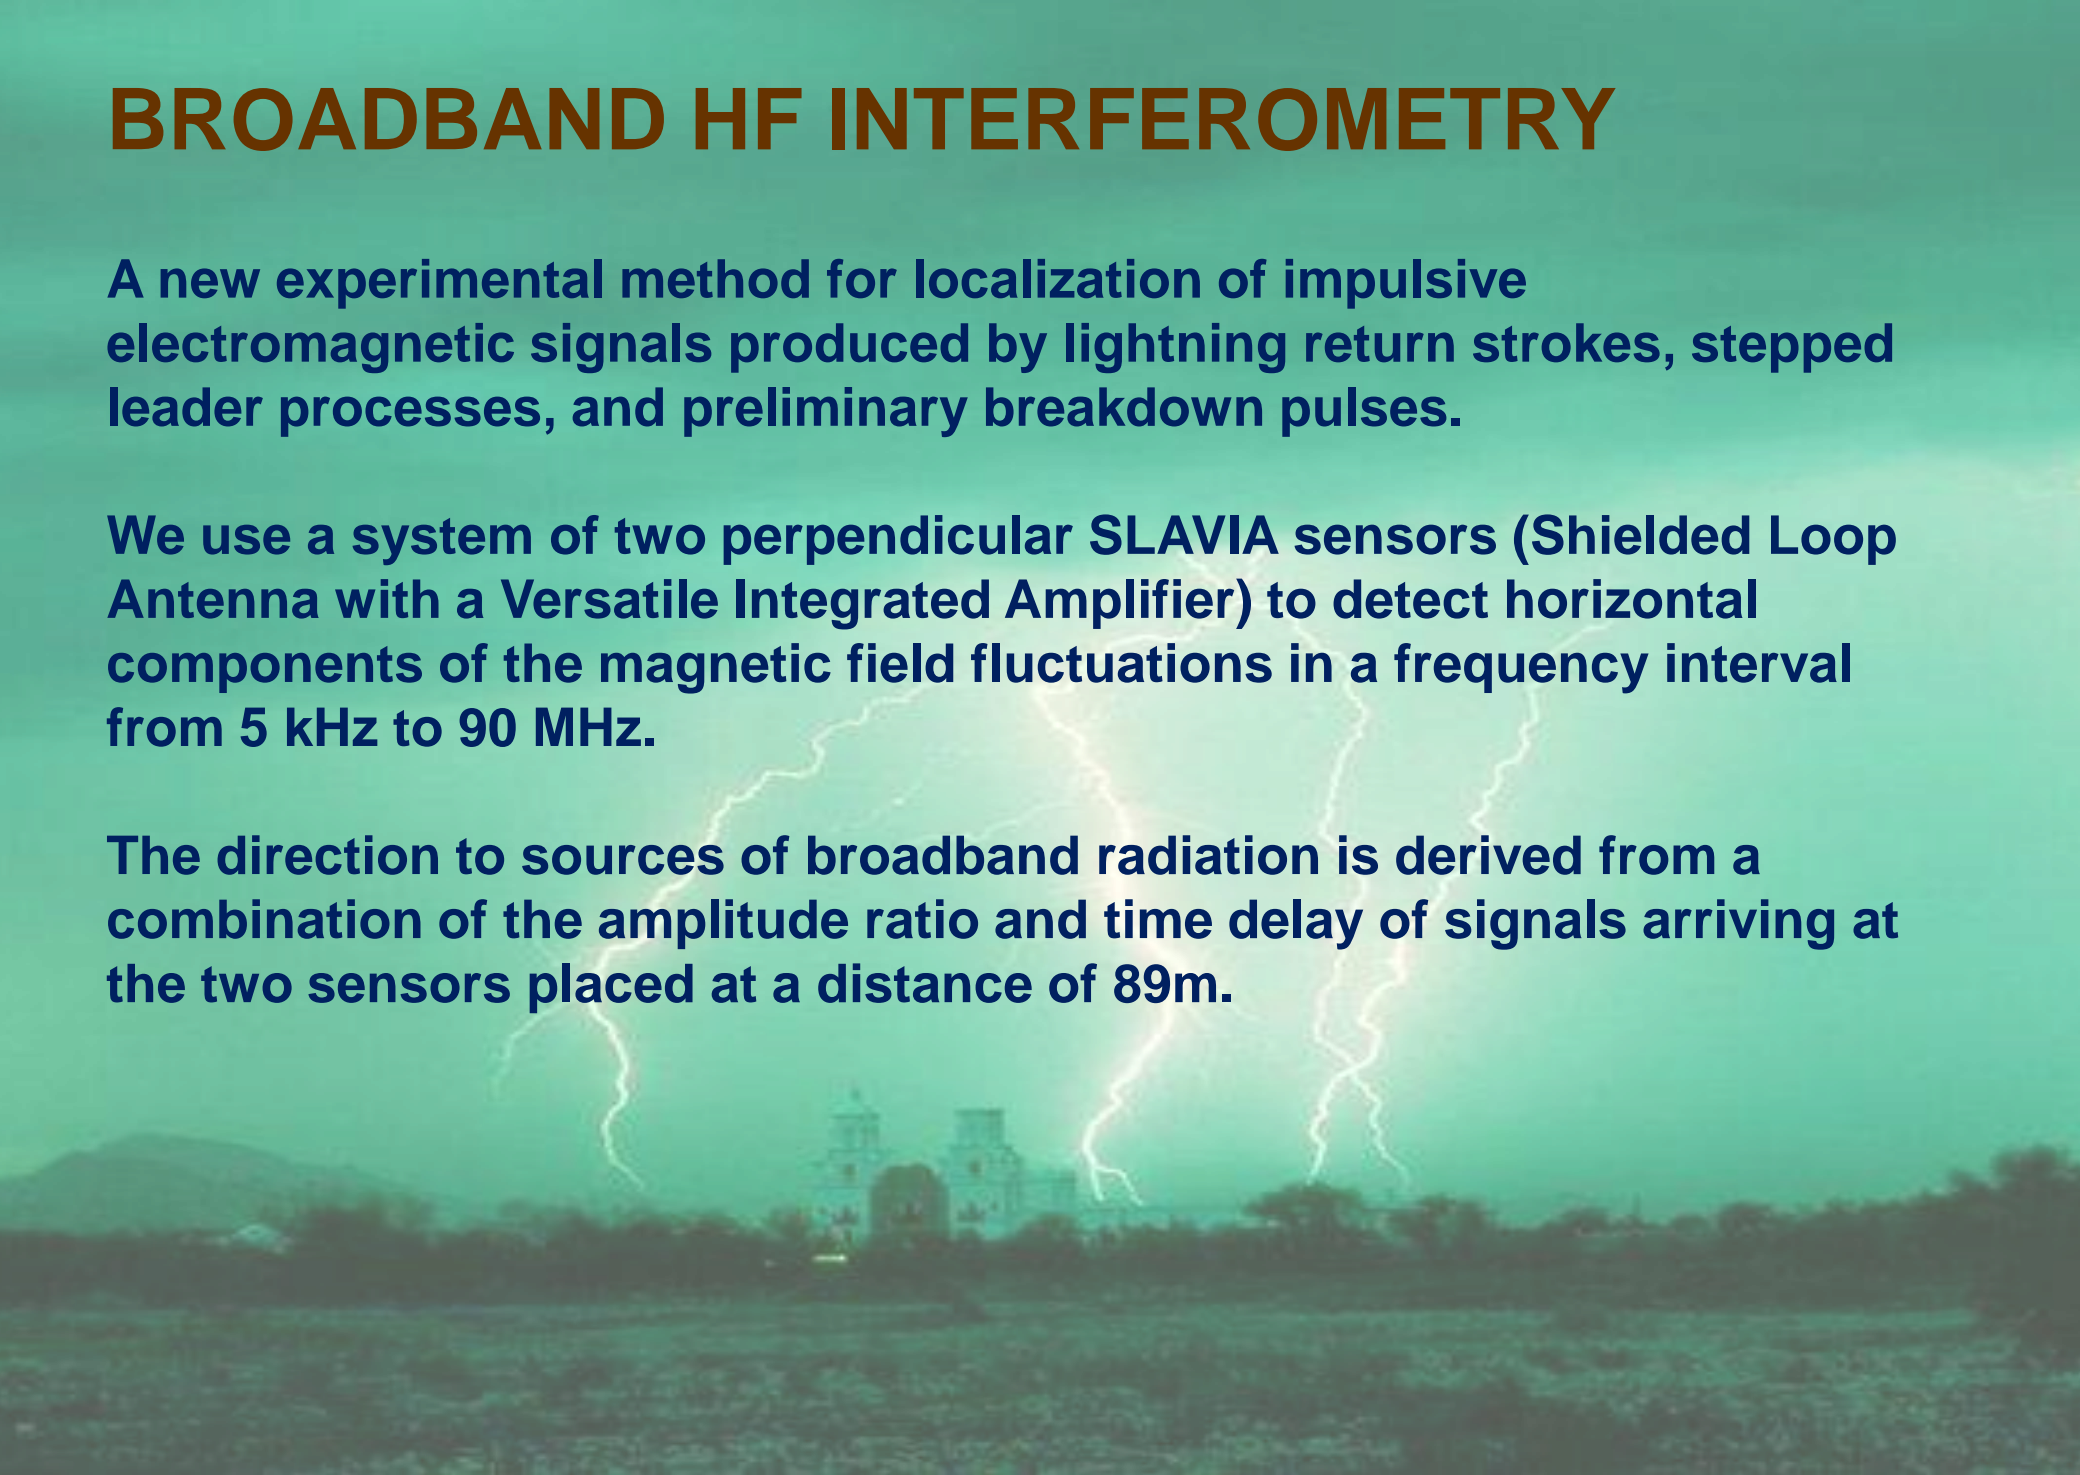 BROADBAND HF INTERFEROMETRY
A new experimental method for localization of impulsive
electromagnetic signals produced by lightning return strokes, stepped
leader processes, and preliminary breakdown pulses.
We use a system of two perpendicular SLAVIA sensors (Shielded Loop
Antenna with a Versatile Integrated Amplifier) to detect horizontal
components of the magnetic field fluctuations in a frequency interval
from 5 kHz to 90 MHz.
The direction to sources of broadband radiation is derived from a
combination of the amplitude ratio and time delay of signals arriving at
the two sensors placed at a distance of 89m.